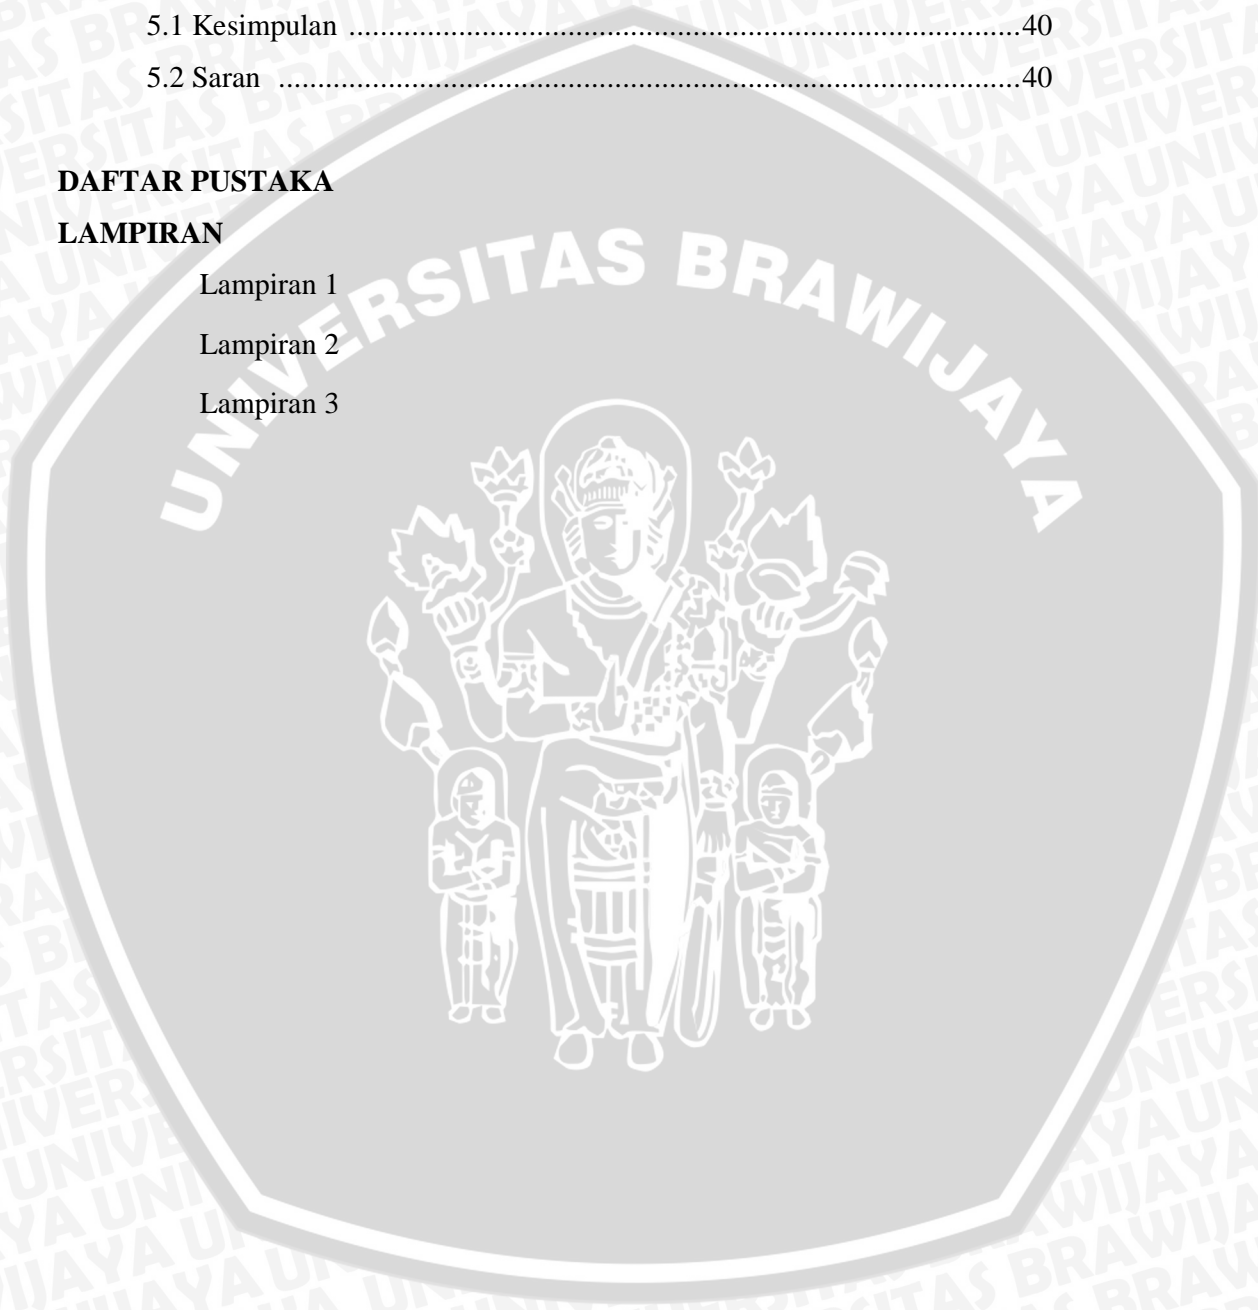 5.1 Kesimpulan ........................................................................40
5.2 Saran ................................................................................40
DAFTAR PUSTAKA
LAMPIRAN
Lampiran 1
Lampiran 2
Lampiran 3
UNIVERSITAS BRAWIJAYA